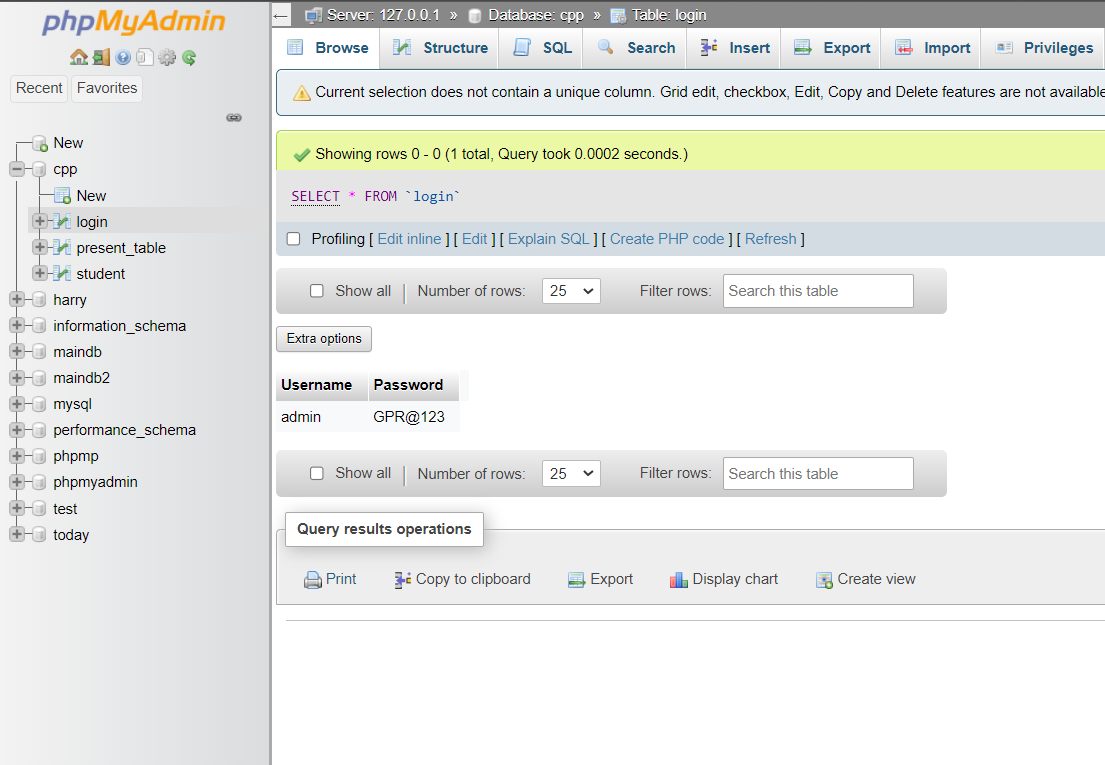 phpMyAdmin
Recent Favorites
New
cpp
New
login
present_table
student
harry
information_schema
maindb
maindb2
mysql
performance_schema
phpmp
phpmyadmin
test
today
Server: 127.0.0.1 » Database: cpp » Table: login
Browse Structure SQL Search Insert Export Import Privileges
Current selection does not contain a unique column. Grid edit, checkbox, Edit, Copy and Delete features are not available
Showing rows 0 - 0 (1 total, Query took 0.0002 seconds.)
SELECT * FROM `login`
Profiling [ Edit inline ] [ Edit ] [ Explain SQL ] [ Create PHP code ] [ Refresh ]
Show all | Number of rows: 25 Filter rows: Search this table
Extra options
Username Password
admin GPR@123
Show all | Number of rows: 25 Filter rows: Search this table
Query results operations
Print Copy to clipboard Export Display chart Create view